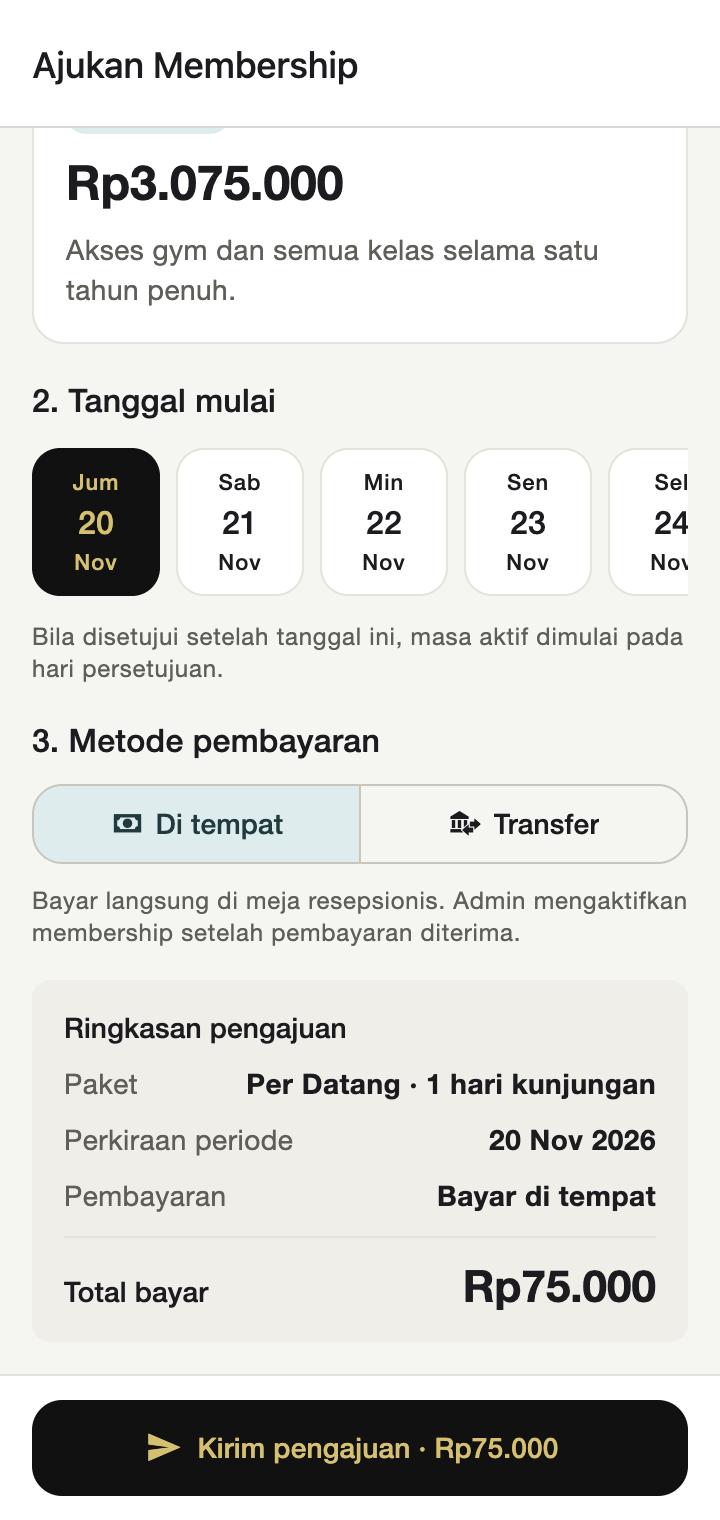 Ajukan Membership
Rp3.075.000
Akses gym dan semua kelas selama satu
tahun penuh.
2. Tanggal mulai
Jum
20
Nov
Sab
21
Nov
Min
22
Nov
Sen
23
Nov
Sel
24
Nov
Bila disetujui setelah tanggal ini, masa aktif dimulai pada
hari persetujuan.
3. Metode pembayaran
Di tempat
Transfer
Bayar langsung di meja resepsionis. Admin mengaktifkan
membership setelah pembayaran diterima.
Ringkasan pengajuan
Paket Per Datang · 1 hari kunjungan
Perkiraan periode 20 Nov 2026
Pembayaran Bayar di tempat
Total bayar Rp75.000
Kirim pengajuan · Rp75.000